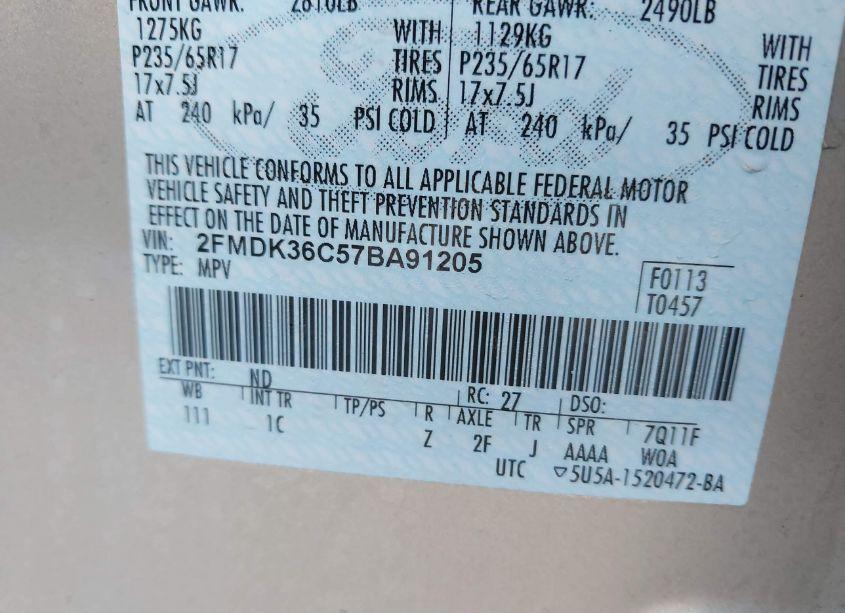 FRONT GAWR: 2810LB
1275KG WITH
P235/65R17 TIRES
17x7.5J RIMS
AT 240 kPa/ 35 PSI COLD
REAR GAWR: 2490LB
1129KG WITH
P235/65R17 TIRES
17x7.5J RIMS
AT 240 kPa/ 35 PSI COLD
THIS VEHICLE CONFORMS TO ALL APPLICABLE FEDERAL MOTOR
VEHICLE SAFETY AND THEFT PREVENTION STANDARDS IN
EFFECT ON THE DATE OF MANUFACTURE SHOWN ABOVE.
VIN: 2FMDK36C57BA91205
TYPE: MPV
F0113
T0457
EXT PNT: ND RC: 27 DSO:
WB INT TR TP/PS R AXLE TR SPR 7Q11F
111 1C Z 2F J AAAA WOA
UTC ▽5U5A-1520472-BA